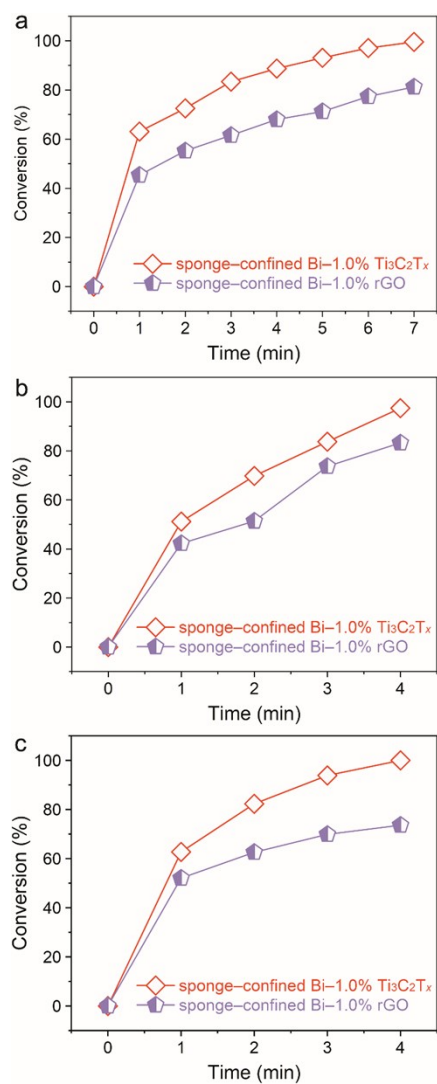 a
100
80
60
40
20
0
Conversion (%)
sponge–confined Bi–1.0% Ti₃C₂Tₓ
sponge–confined Bi–1.0% rGO
0 1 2 3 4 5 6 7
Time (min)
b
100
80
60
40
20
0
Conversion (%)
sponge–confined Bi–1.0% Ti₃C₂Tₓ
sponge–confined Bi–1.0% rGO
0 1 2 3 4
Time (min)
c
100
80
60
40
20
0
Conversion (%)
sponge–confined Bi–1.0% Ti₃C₂Tₓ
sponge–confined Bi–1.0% rGO
0 1 2 3 4
Time (min)